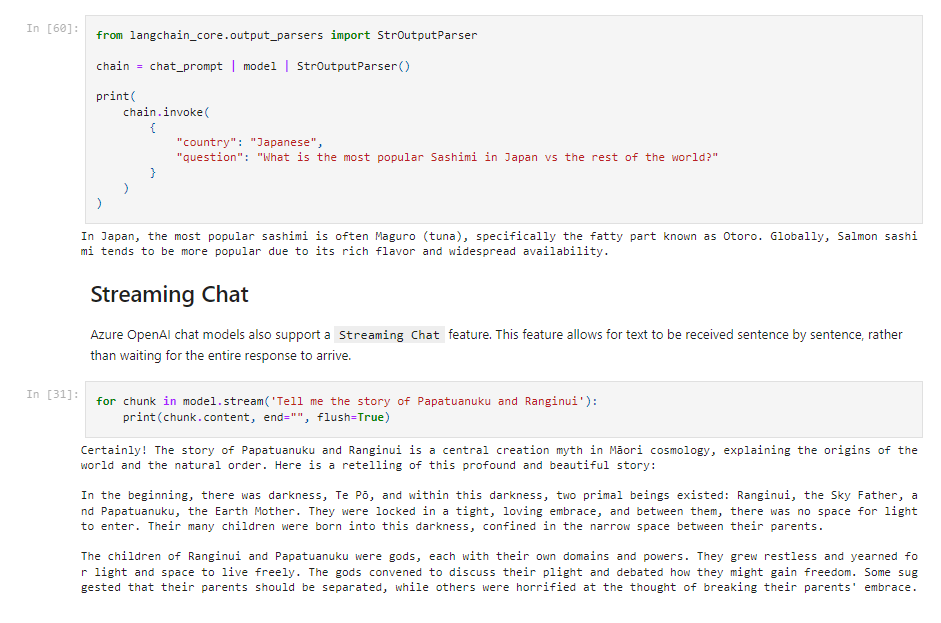 In [60]:
from langchain_core.output_parsers import StrOutputParser
chain = chat_prompt | model | StrOutputParser()
print(
chain.invoke(
{
"country": "Japanese",
"question": "What is the most popular Sashimi in Japan vs the rest of the world?"
}
)
)
In Japan, the most popular sashimi is often Maguro (tuna), specifically the fatty part known as Otoro. Globally, Salmon sashi
mi tends to be more popular due to its rich flavor and widespread availability.
Streaming Chat
Azure OpenAI chat models also support a Streaming Chat feature. This feature allows for text to be received sentence by sentence, rather
than waiting for the entire response to arrive.
In [31]:
for chunk in model.stream('Tell me the story of Papatuanuku and Ranginui'):
print(chunk.content, end="", flush=True)
Certainly! The story of Papatuanuku and Ranginui is a central creation myth in Māori cosmology, explaining the origins of the
world and the natural order. Here is a retelling of this profound and beautiful story:
In the beginning, there was darkness, Te Pō, and within this darkness, two primal beings existed: Ranginui, the Sky Father, a
nd Papatuanuku, the Earth Mother. They were locked in a tight, loving embrace, and between them, there was no space for light
to enter. Their many children were born into this darkness, confined in the narrow space between their parents.
The children of Ranginui and Papatuanuku were gods, each with their own domains and powers. They grew restless and yearned fo
r light and space to live freely. The gods convened to discuss their plight and debated how they might gain freedom. Some sug
gested that their parents should be separated, while others were horrified at the thought of breaking their parents' embrace.